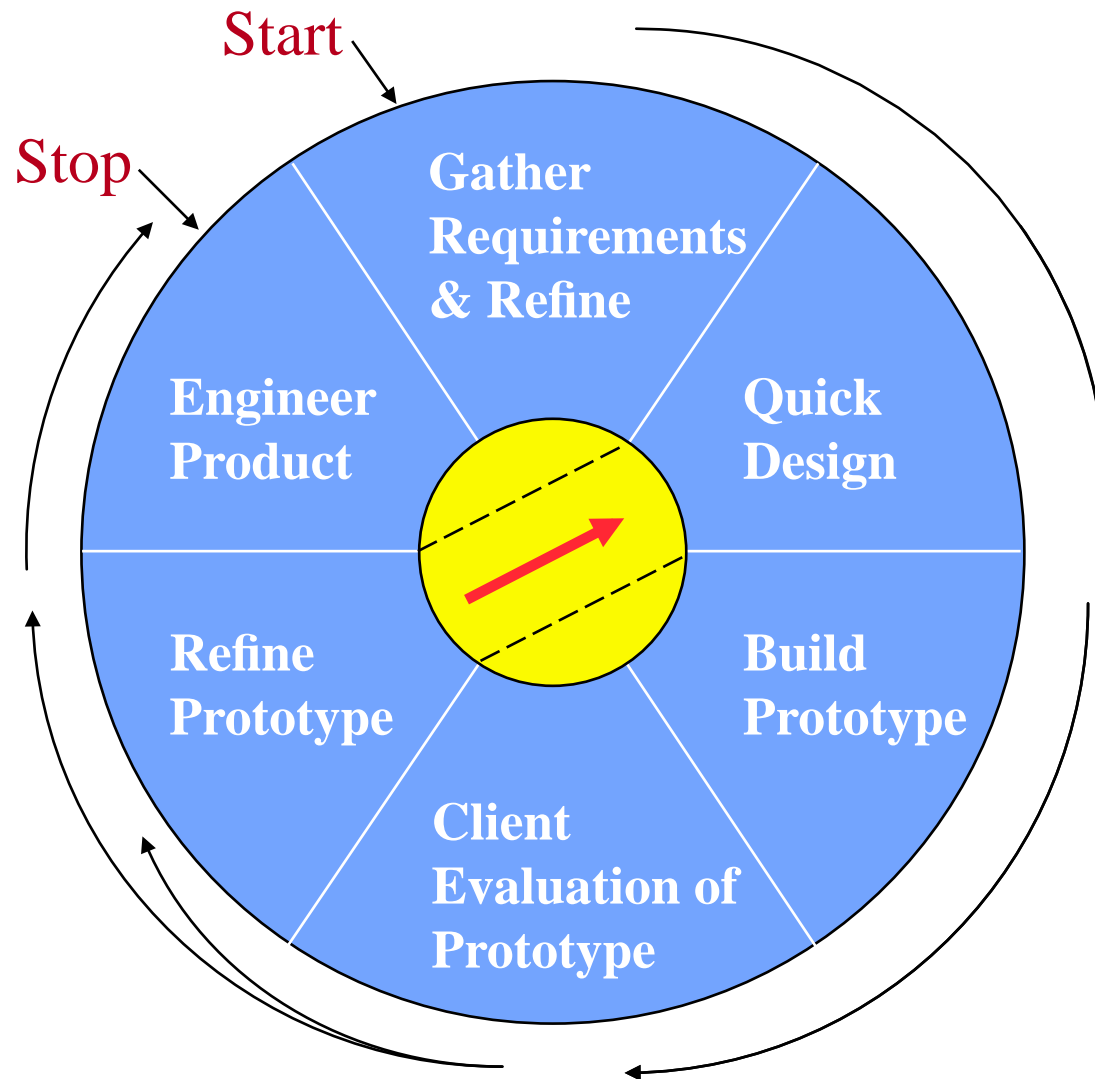 Start
Stop
Gather
Requirements
& Refine
Quick
Design
Build
Prototype
Client
Evaluation of
Prototype
Refine
Prototype
Engineer
Product